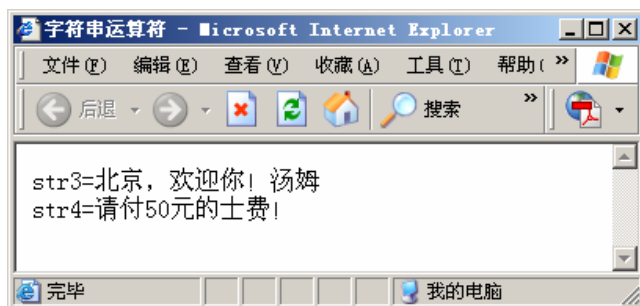 字符串运算符 - Microsoft Internet Explorer
文件(F) 编辑(E) 查看(V) 收藏(A) 工具(T) 帮助( »
后退 搜索 »
str3=北京，欢迎你！汤姆
str4=请付50元的士费！
完毕 我的电脑